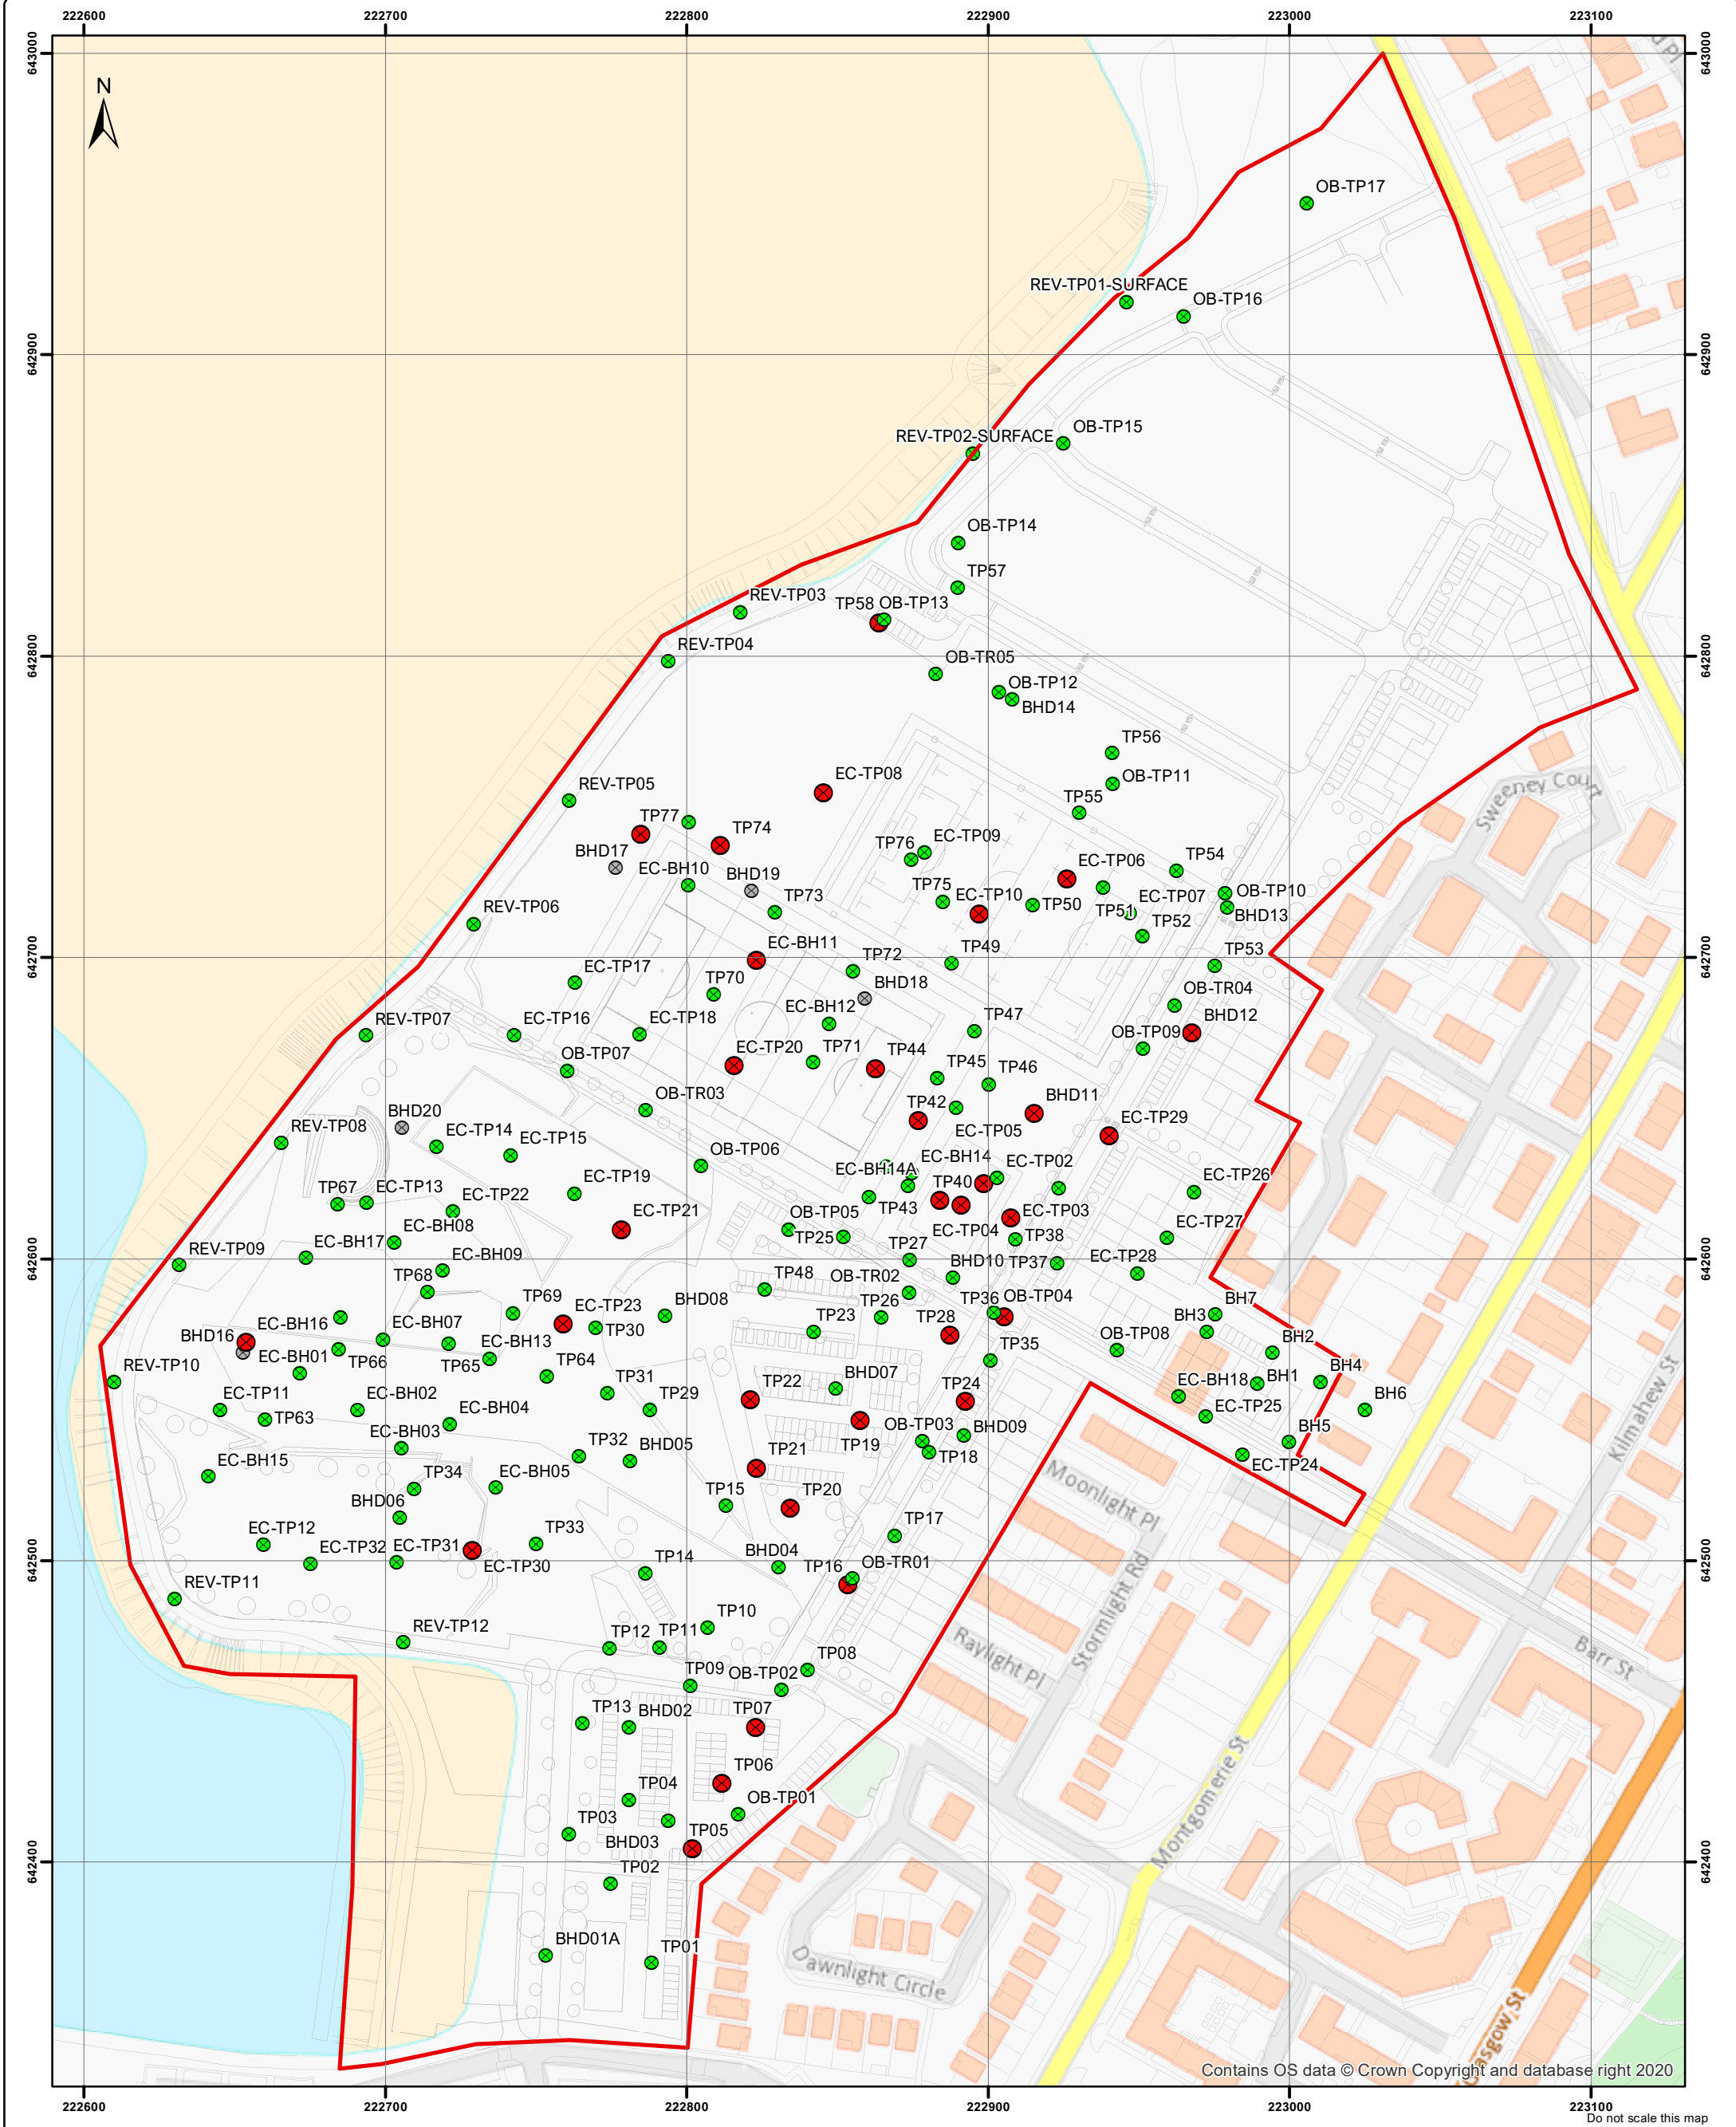 222600
222700
222800
222900
223000
223100
643000
643000
N
OB-TP17
REV-TP01-SURFACE
OB-TP16
642900
642900
REV-TP02-SURFACE
OB-TP15
OB-TP14
TP57
REV-TP03
TP58
OB-TP13
REV-TP04
642800
642800
OB-TR05
OB-TP12
BHD14
TP56
EC-TP08
OB-TP11
REV-TP05
TP55
TP77
TP74
Sweeney Court
BHD17
EC-BH10
BHD19
TP76
EC-TP09
EC-TP06
TP54
TP75
EC-TP10
EC-TP07
OB-TP10
REV-TP06
TP73
TP50
TP51
TP52
BHD13
EC-BH11
TP49
TP53
642700
642700
EC-TP17
TP70
TP72
BHD18
OB-TR04
REV-TP07
EC-TP16
EC-TP18
EC-BH12
TP47
BHD12
OB-TP07
EC-TP20
TP71
TP44
OB-TP09
TP45
TP46
OB-TR03
TP42
BHD11
BHD20
REV-TP08
EC-TP14
EC-TP15
EC-TP05
EC-TP29
OB-TP06
EC-BH14
EC-BH14A
EC-TP02
TP67
EC-TP13
EC-TP22
EC-TP19
TP40
EC-TP26
EC-TP21
TP43
EC-TP03
EC-BH08
OB-TP05
EC-TP04
TP38
EC-TP27
REV-TP09
EC-BH17
EC-BH09
TP25
TP27
BHD10
TP37
EC-TP28
642600
642600
TP68
TP48
OB-TR02
TP69
EC-TP23
BHD08
TP26
TP36
OB-TP04
BH7
EC-BH16
EC-BH07
EC-BH13
TP30
TP23
TP28
BH3
BHD16
OB-TP08
BH2
EC-BH01
TP66
TP65
TP64
TP35
BH4
REV-TP10
TP31
TP22
BHD07
TP24
EC-BH18
BH1
BH6
EC-TP11
TP63
EC-BH02
EC-BH04
TP29
EC-TP25
EC-BH03
TP19
OB-TP03
BHD09
BH5
EC-BH15
TP34
EC-BH05
TP32
BHD05
TP21
TP18
EC-TP24
Kilmahew St
BHD06
TP15
TP20
Moonlight Pl
EC-TP12
EC-TP32
EC-TP31
EC-TP30
TP33
TP17
642500
642500
TP14
BHD04
TP16
OB-TR01
REV-TP11
Stormlight Rd
REV-TP12
TP12
TP11
TP10
Raylight Pl
Barr St
TP09
OB-TP02
TP08
TP13
BHD02
TP07
TP06
TP04
OB-TP01
Montgomerie St
TP03
BHD03
TP05
642400
642400
TP02
BHD01A
TP01
Dawnlight Circle
Glasgow St
Contains OS data © Crown Copyright and database right 2020
222600
222700
222800
222900
223000
223100
Do not scale this map